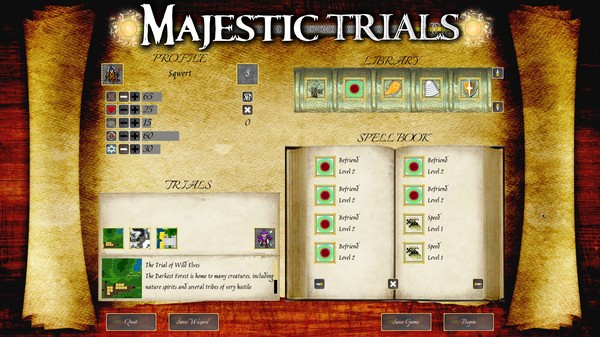 MAJESTIC TRIALS
PROFILE
Sqwert
65
25
15
60
30
0
TRIALS
The Trial of Wild Elves
The Darkest Forest is home to many creatures, including
nature spirits and several tribes of very hostile
LIBRARY
SPELL BOOK
Befriend
Level 2
Befriend
Level 2
Befriend
Level 2
Befriend
Level 2
Befriend
Level 2
Befriend
Level 2
Speed
Level 1
Speed
Level 1
Quit
Save Wizard
Save Game
Begin